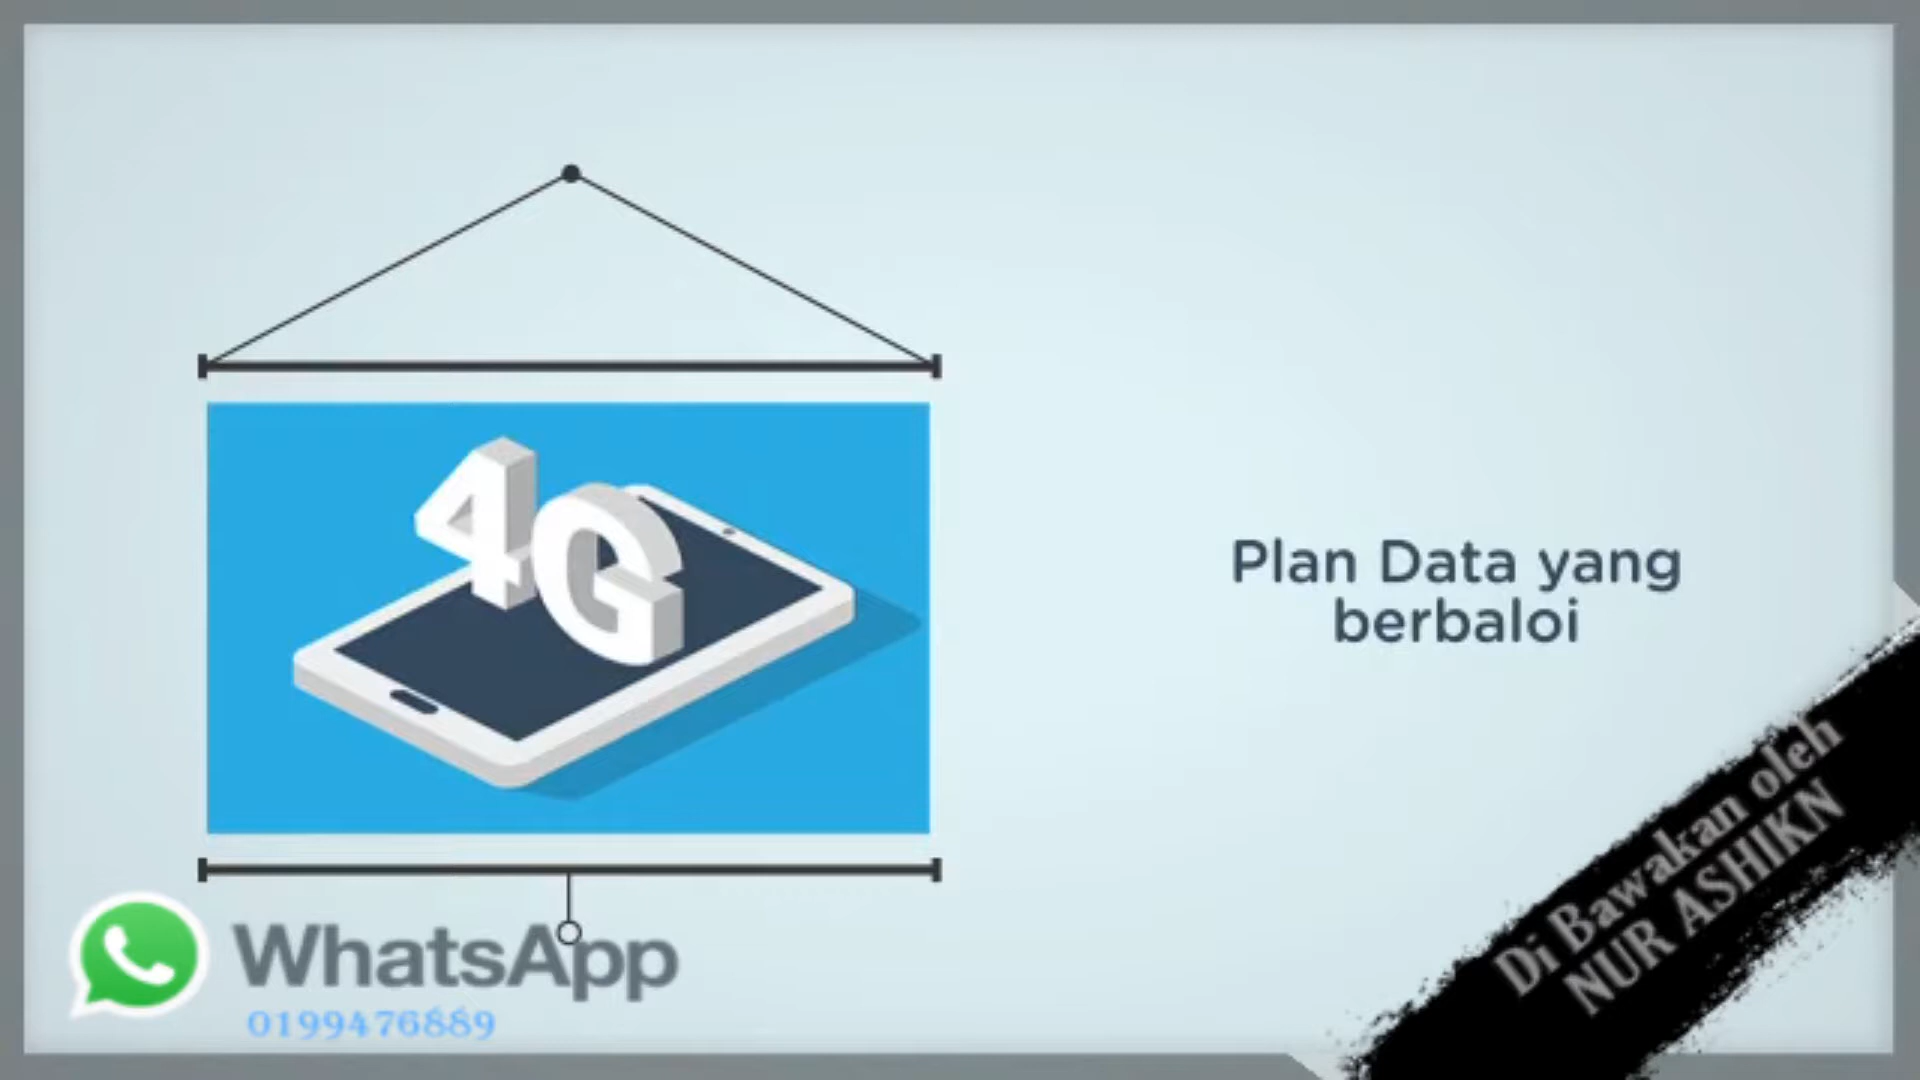 4G
Plan Data yang
berbaloi
WhatsApp
0199476889
Di Bawakan oleh
NUR ASHIKN